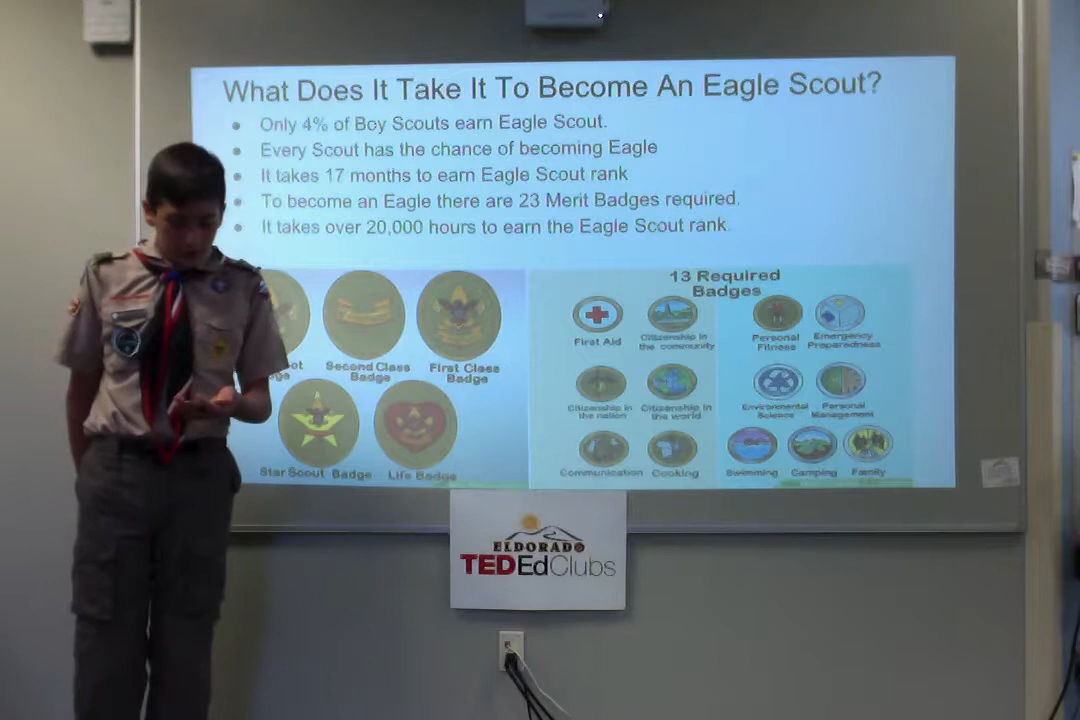 What Does It Take It To Become An Eagle Scout?
Only 4% of Boy Scouts earn Eagle Scout.
Every Scout has the chance of becoming Eagle
It takes 17 months to earn Eagle Scout rank
To become an Eagle there are 23 Merit Badges required.
It takes over 20,000 hours to earn the Eagle Scout rank.
Second Class
Badge
First Class
Badge
Star Scout Badge
Life Badge
13 Required
Badges
First Aid
Citizenship in
the community
Personal
Fitness
Emergency
Preparedness
Citizenship in
the nation
Citizenship in
the world
Environmental
Science
Personal
Management
Communication
Cooking
Swimming
Camping
Family
ELDORADO
TEDEdClubs